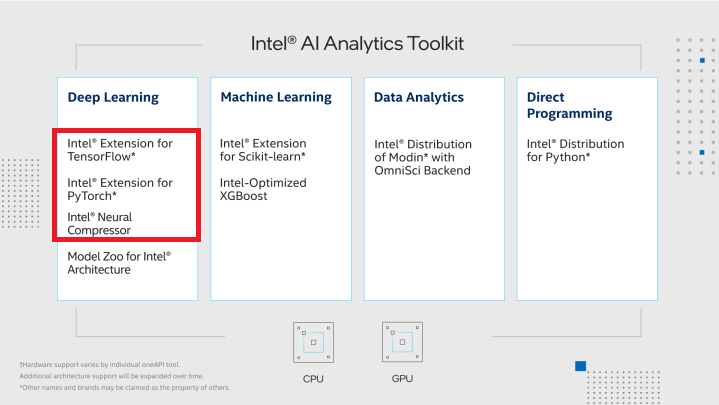 Intel® AI Analytics Toolkit
Deep Learning
Intel® Extension for
TensorFlow*
Intel® Extension for
PyTorch*
Intel® Neural
Compressor
Model Zoo for Intel®
Architecture
Machine Learning
Intel® Extension
for Scikit-learn*
Intel-Optimized
XGBoost
Data Analytics
Intel® Distribution
of Modin* with
OmniSci Backend
Direct
Programming
Intel® Distribution
for Python*
CPU
GPU
†Hardware support varies by individual oneAPI tool.
Additional architecture support will be expanded over time.
*Other names and brands may be claimed as the property of others.